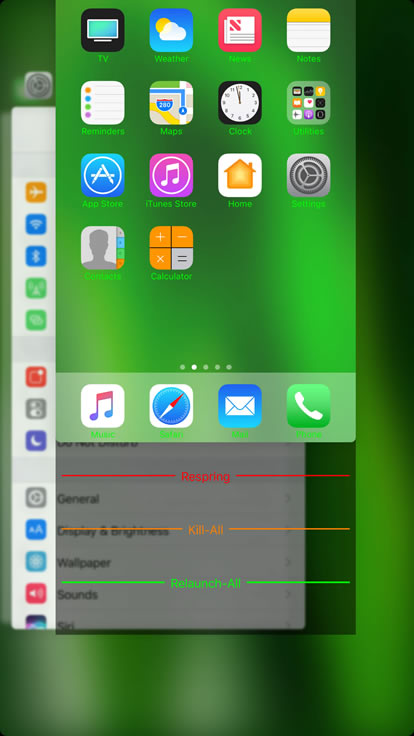 TV Weather News Notes
Reminders Maps Clock Utilities
280
App Store iTunes Store Home Settings
Contacts
Calculator
Music Safari Mail Phone
Do Not Disturb
Respring
General
Kill-All
Display & Brightness
Wallpaper
Relaunch-All
Sounds
Siri